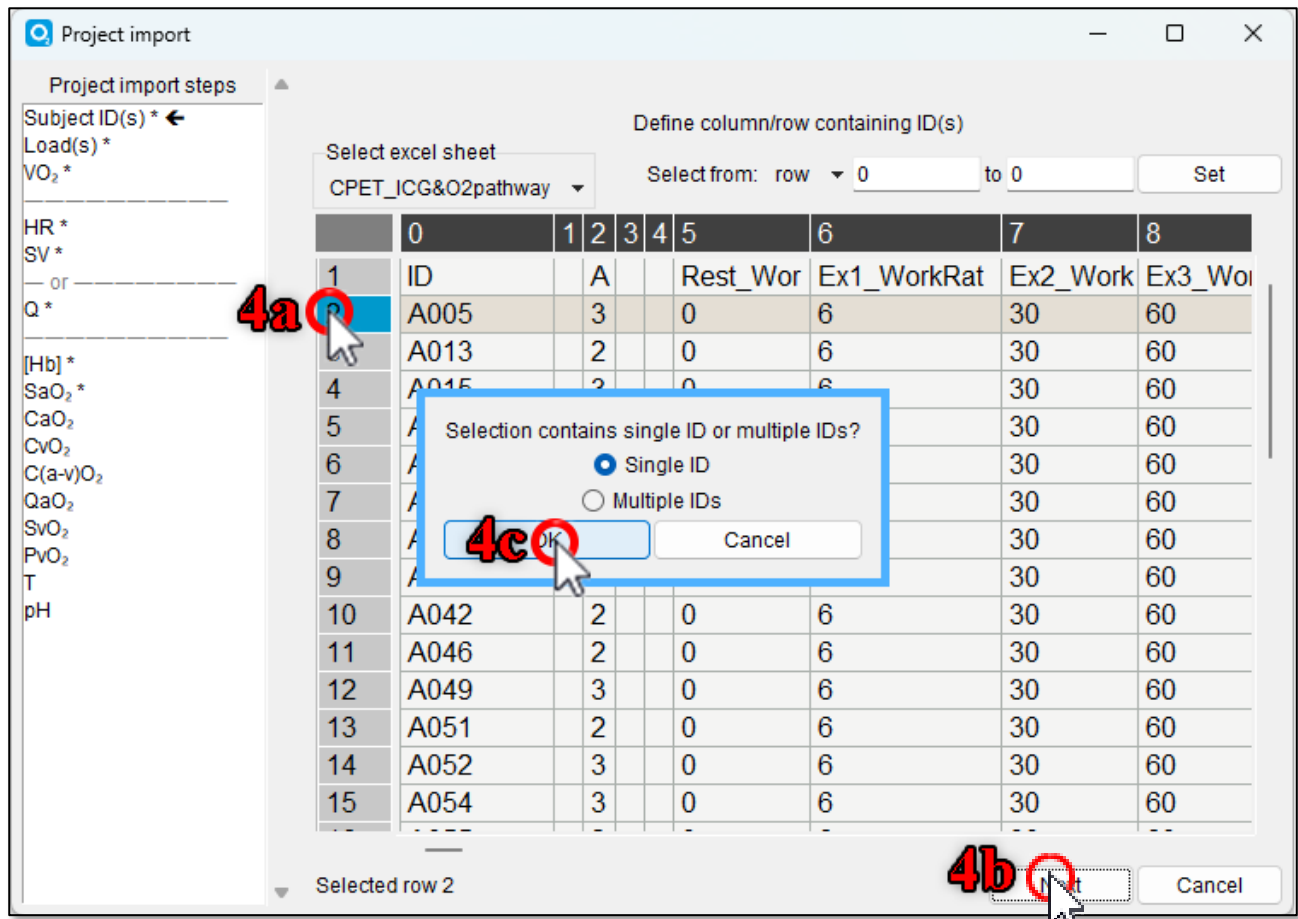 Project import
Project import steps
Subject ID(s) * ←
Load(s) *
VO₂ *
HR *
SV *
or
Q *
[Hb] *
SaO₂ *
CaO₂
CvO₂
C(a-v)O₂
QaO₂
SvO₂
PvO₂
T
pH
Define column/row containing ID(s)
Select excel sheet
CPET_ICG&O2pathway
Select from: row 0 to 0 Set
0 1 2 3 4 5 6 7 8
1 ID A Rest_Wor Ex1_WorkRat Ex2_Work Ex3_Wor
4a A005 3 0 6 30 60
A013 2 0 6 30 60
4 A015 0 6 30 60
5 30 60
6 30 60
7 30 60
8 30 60
9 30 60
10 A042 2 0 6 30 60
11 A046 2 0 6 30 60
12 A049 3 0 6 30 60
13 A051 2 0 6 30 60
14 A052 3 0 6 30 60
15 A054 3 0 6 30 60
Selection contains single ID or multiple IDs?
Single ID
Multiple IDs
4c OK Cancel
Selected row 2
4b Next Cancel